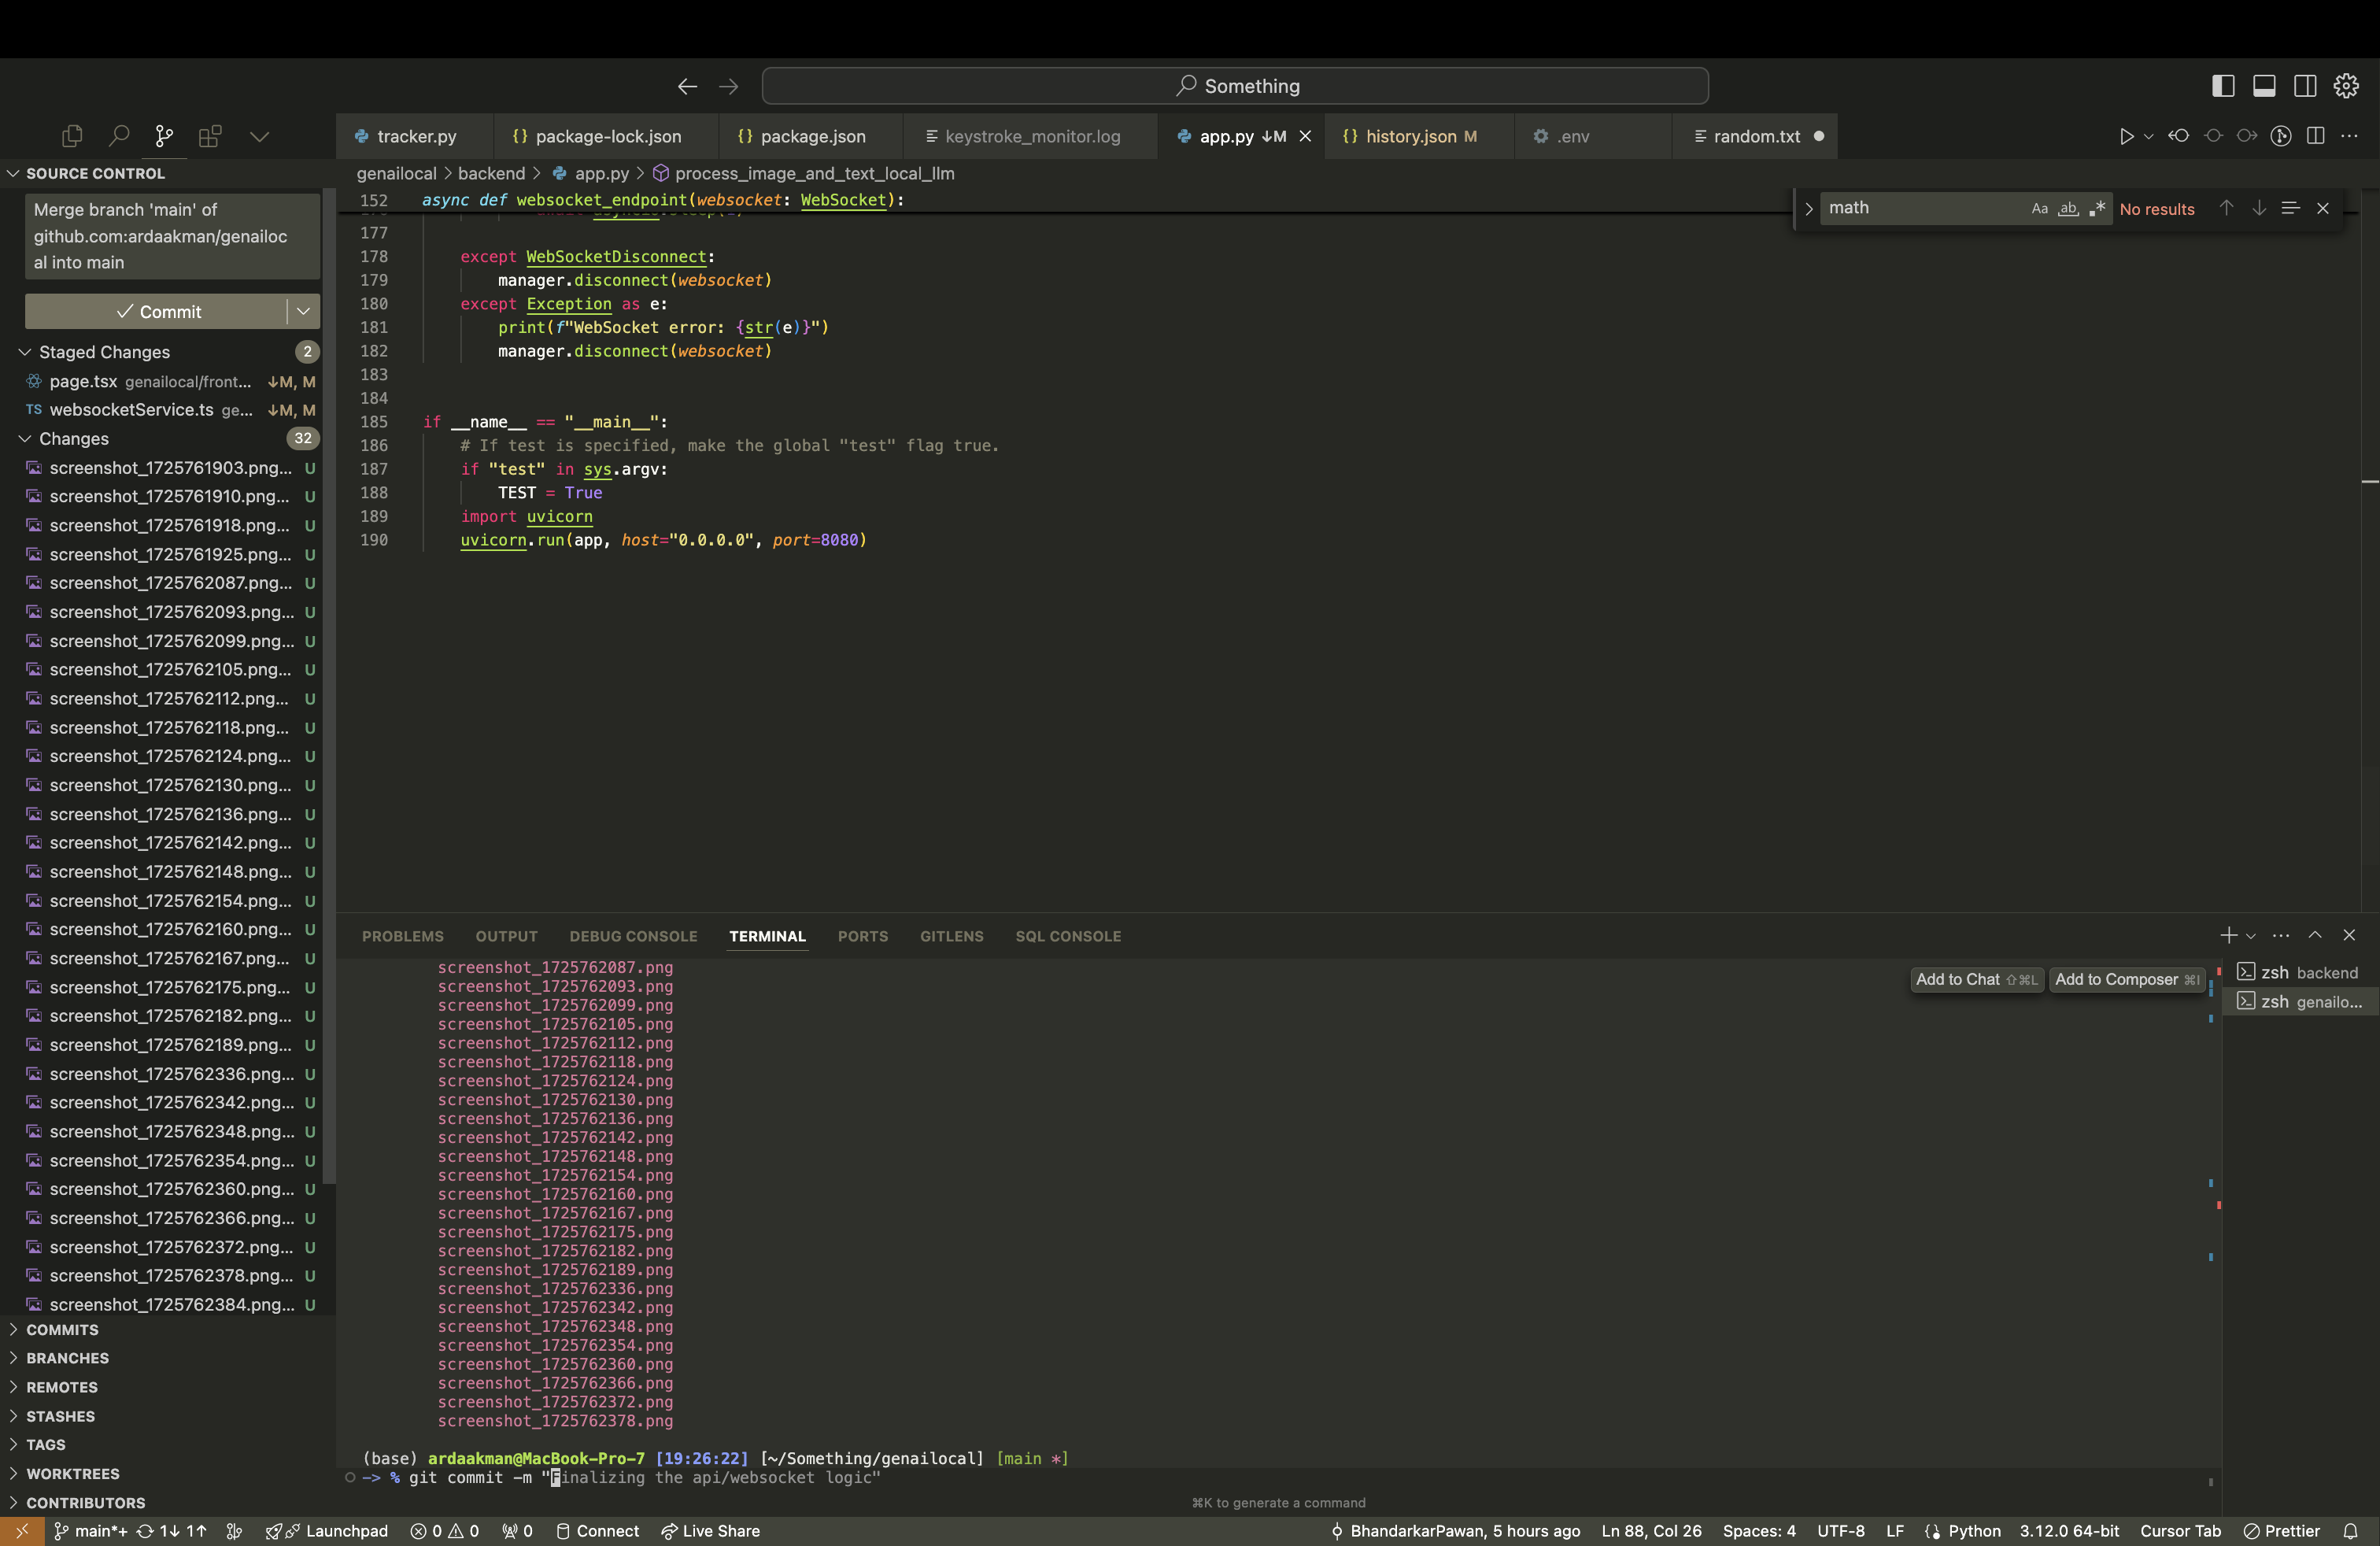 Something
tracker.py
package-lock.json
package.json
keystroke_monitor.log
app.py ↓M
history.json M
.env
random.txt
SOURCE CONTROL
Merge branch 'main' of
github.com:ardaakman/genailoc
al into main
Commit
Staged Changes 2
page.tsx genailocal/front... ↓M, M
TS websocketService.ts ge... ↓M, M
Changes 32
screenshot_1725761903.png... U
screenshot_1725761910.png... U
screenshot_1725761918.png... U
screenshot_1725761925.png... U
screenshot_1725762087.png... U
screenshot_1725762093.png... U
screenshot_1725762099.png... U
screenshot_1725762105.png... U
screenshot_1725762112.png... U
screenshot_1725762118.png... U
screenshot_1725762124.png... U
screenshot_1725762130.png... U
screenshot_1725762136.png... U
screenshot_1725762142.png... U
screenshot_1725762148.png... U
screenshot_1725762154.png... U
screenshot_1725762160.png... U
screenshot_1725762167.png... U
screenshot_1725762175.png... U
screenshot_1725762182.png... U
screenshot_1725762189.png... U
screenshot_1725762336.png... U
screenshot_1725762342.png... U
screenshot_1725762348.png... U
screenshot_1725762354.png... U
screenshot_1725762360.png... U
screenshot_1725762366.png... U
screenshot_1725762372.png... U
screenshot_1725762378.png... U
screenshot_1725762384.png... U
COMMITS
BRANCHES
REMOTES
STASHES
TAGS
WORKTREES
CONTRIBUTORS
genailocal > backend > app.py > process_image_and_text_local_llm
math
Aa ab .*
No results
152 async def websocket_endpoint(websocket: WebSocket):
177
178 except WebSocketDisconnect:
179 manager.disconnect(websocket)
180 except Exception as e:
181 print(f"WebSocket error: {str(e)}")
182 manager.disconnect(websocket)
183
184
185 if __name__ == "__main__":
186 # If test is specified, make the global "test" flag true.
187 if "test" in sys.argv:
188 TEST = True
189 import uvicorn
190 uvicorn.run(app, host="0.0.0.0", port=8080)
PROBLEMS OUTPUT DEBUG CONSOLE TERMINAL PORTS GITLENS SQL CONSOLE
screenshot_1725762087.png
screenshot_1725762093.png
screenshot_1725762099.png
screenshot_1725762105.png
screenshot_1725762112.png
screenshot_1725762118.png
screenshot_1725762124.png
screenshot_1725762130.png
screenshot_1725762136.png
screenshot_1725762142.png
screenshot_1725762148.png
screenshot_1725762154.png
screenshot_1725762160.png
screenshot_1725762167.png
screenshot_1725762175.png
screenshot_1725762182.png
screenshot_1725762189.png
screenshot_1725762336.png
screenshot_1725762342.png
screenshot_1725762348.png
screenshot_1725762354.png
screenshot_1725762360.png
screenshot_1725762366.png
screenshot_1725762372.png
screenshot_1725762378.png
(base) ardaakman@MacBook-Pro-7 [19:26:22] [~/Something/genailocal] [main *]
-> % git commit -m "Finalizing the api/websocket logic"
⌘K to generate a command
Add to Chat ⇧⌘L
Add to Composer ⌘I
zsh backend
zsh genailo...
main*+ 1↓ 1↑ Launchpad 0 0 0 Connect Live Share
BhandarkarPawan, 5 hours ago Ln 88, Col 26 Spaces: 4 UTF-8 LF Python 3.12.0 64-bit Cursor Tab Prettier